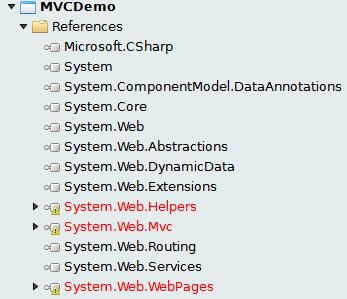 MVCDemo
References
Microsoft.CSharp
System
System.ComponentModel.DataAnnotations
System.Core
System.Web
System.Web.Abstractions
System.Web.DynamicData
System.Web.Extensions
System.Web.Helpers
System.Web.Mvc
System.Web.Routing
System.Web.Services
System.Web.WebPages